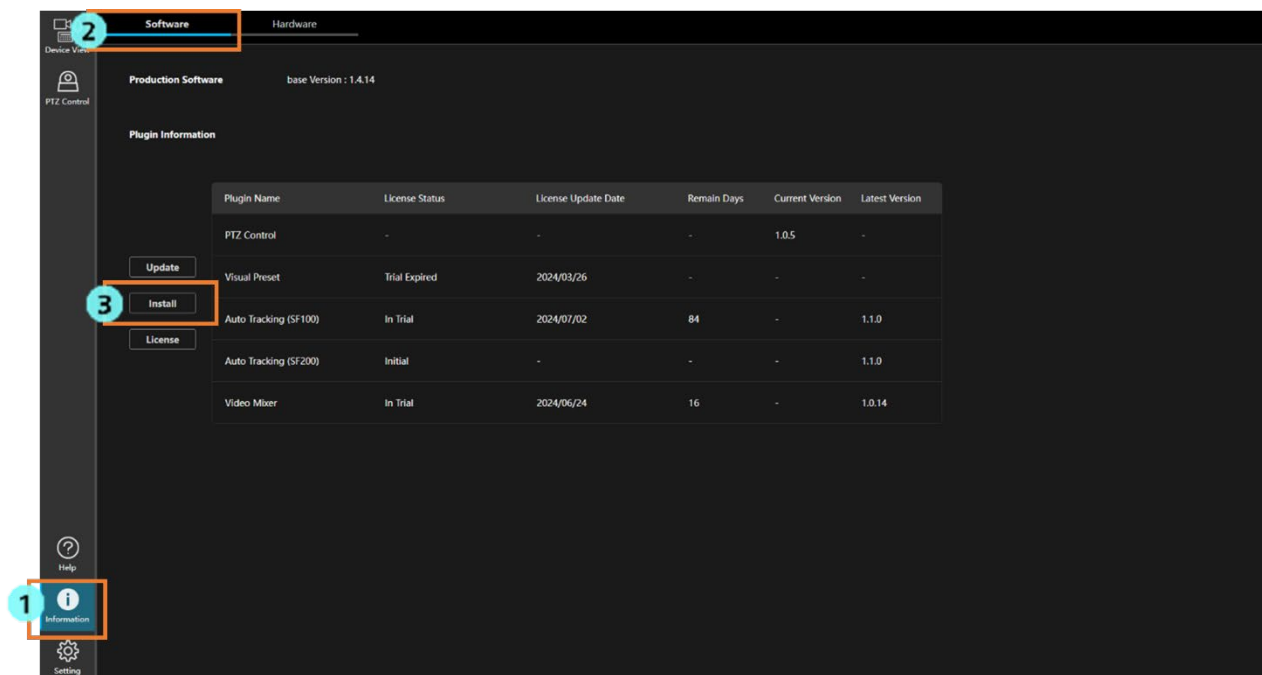 2
Software Hardware
Device View
Production Software base Version : 1.4.14
PTZ Control
Plugin Information
Plugin Name License Status License Update Date Remain Days Current Version Latest Version
PTZ Control - - - 1.0.5 -
Update
Visual Preset Trial Expired 2024/03/26 - - -
3 Install
Auto Tracking (SF100) In Trial 2024/07/02 84 - 1.1.0
License
Auto Tracking (SF200) Initial - - - 1.1.0
Video Mixer In Trial 2024/06/24 16 - 1.0.14
Help
1
Information
Setting